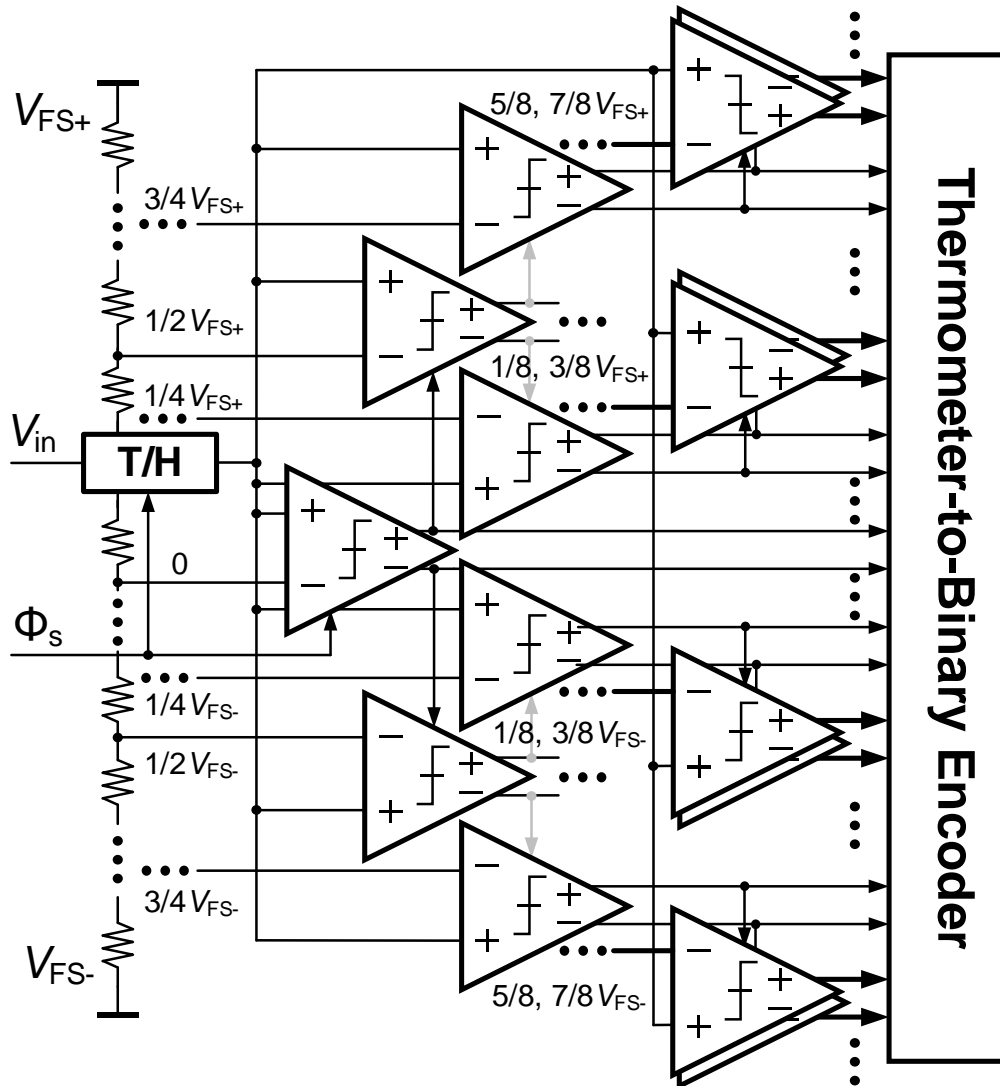 V_FS+
5/8, 7/8 V_FS+
3/4 V_FS+
1/2 V_FS+
1/8, 3/8 V_FS+
1/4 V_FS+
V_in
T/H
0
Φ_s
1/4 V_FS-
1/8, 3/8 V_FS-
1/2 V_FS-
3/4 V_FS-
V_FS-
5/8, 7/8 V_FS-
Thermometer-to-Binary Encoder
+
−
+
−
+
−
+
−
+
−
+
−
+
−
+
−
−
+
+
−
+
−
+
−
+
−
+
−
−
+
+
−
−
+
+
−
−
+
+
−
−
+
+
−